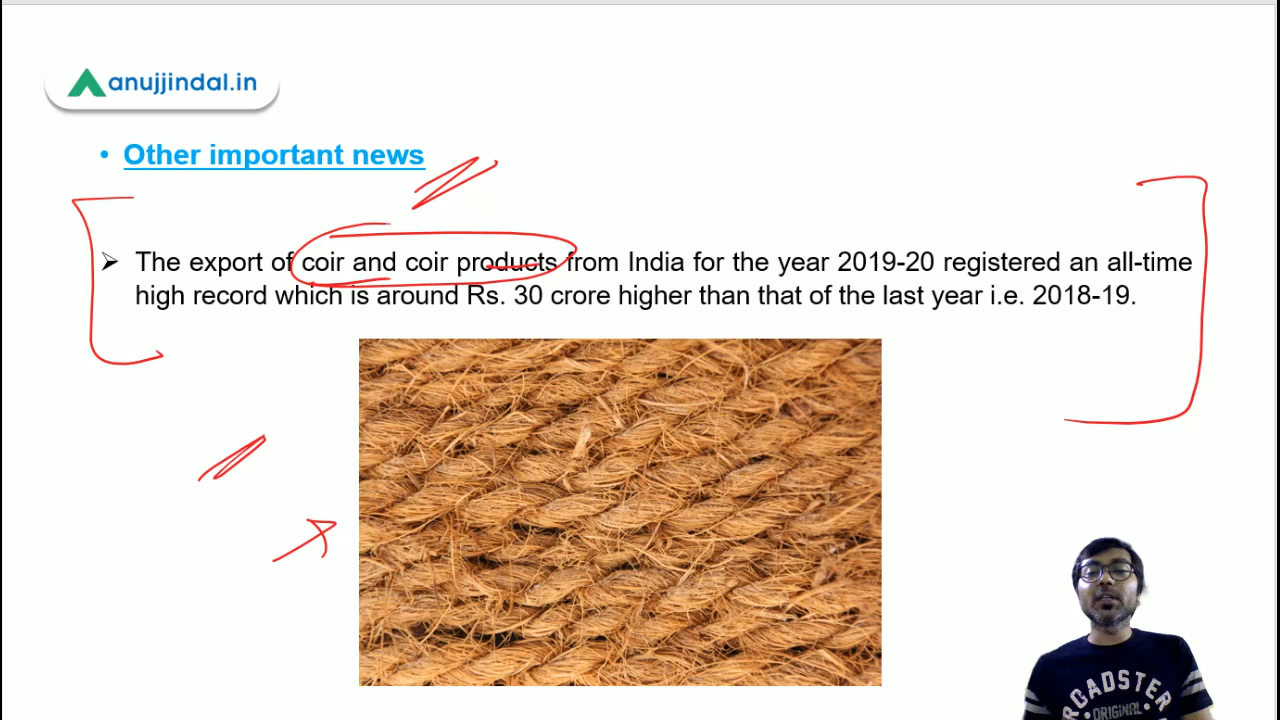 anujjindal.in
• Other important news
➤ The export of coir and coir products from India for the year 2019-20 registered an all-time
high record which is around Rs. 30 crore higher than that of the last year i.e. 2018-19.
ROADSTER
ORIGINAL